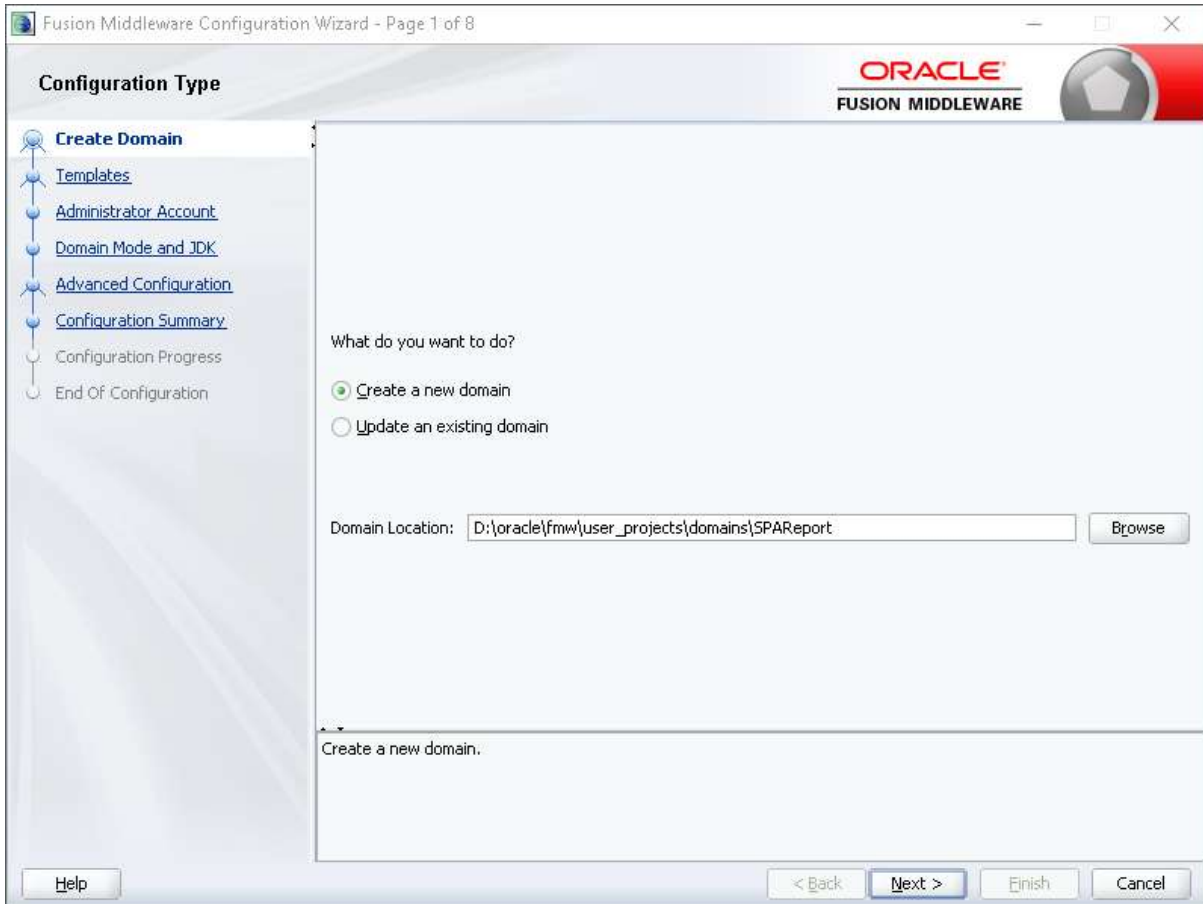 Fusion Middleware Configuration Wizard - Page 1 of 8
Configuration Type
ORACLE
FUSION MIDDLEWARE
Create Domain
Templates
Administrator Account
Domain Mode and JDK
Advanced Configuration
Configuration Summary
Configuration Progress
End Of Configuration
What do you want to do?
Create a new domain
Update an existing domain
Domain Location: D:\oracle\fmw\user_projects\domains\SPAReport Browse
Create a new domain.
Help < Back Next > Finish Cancel